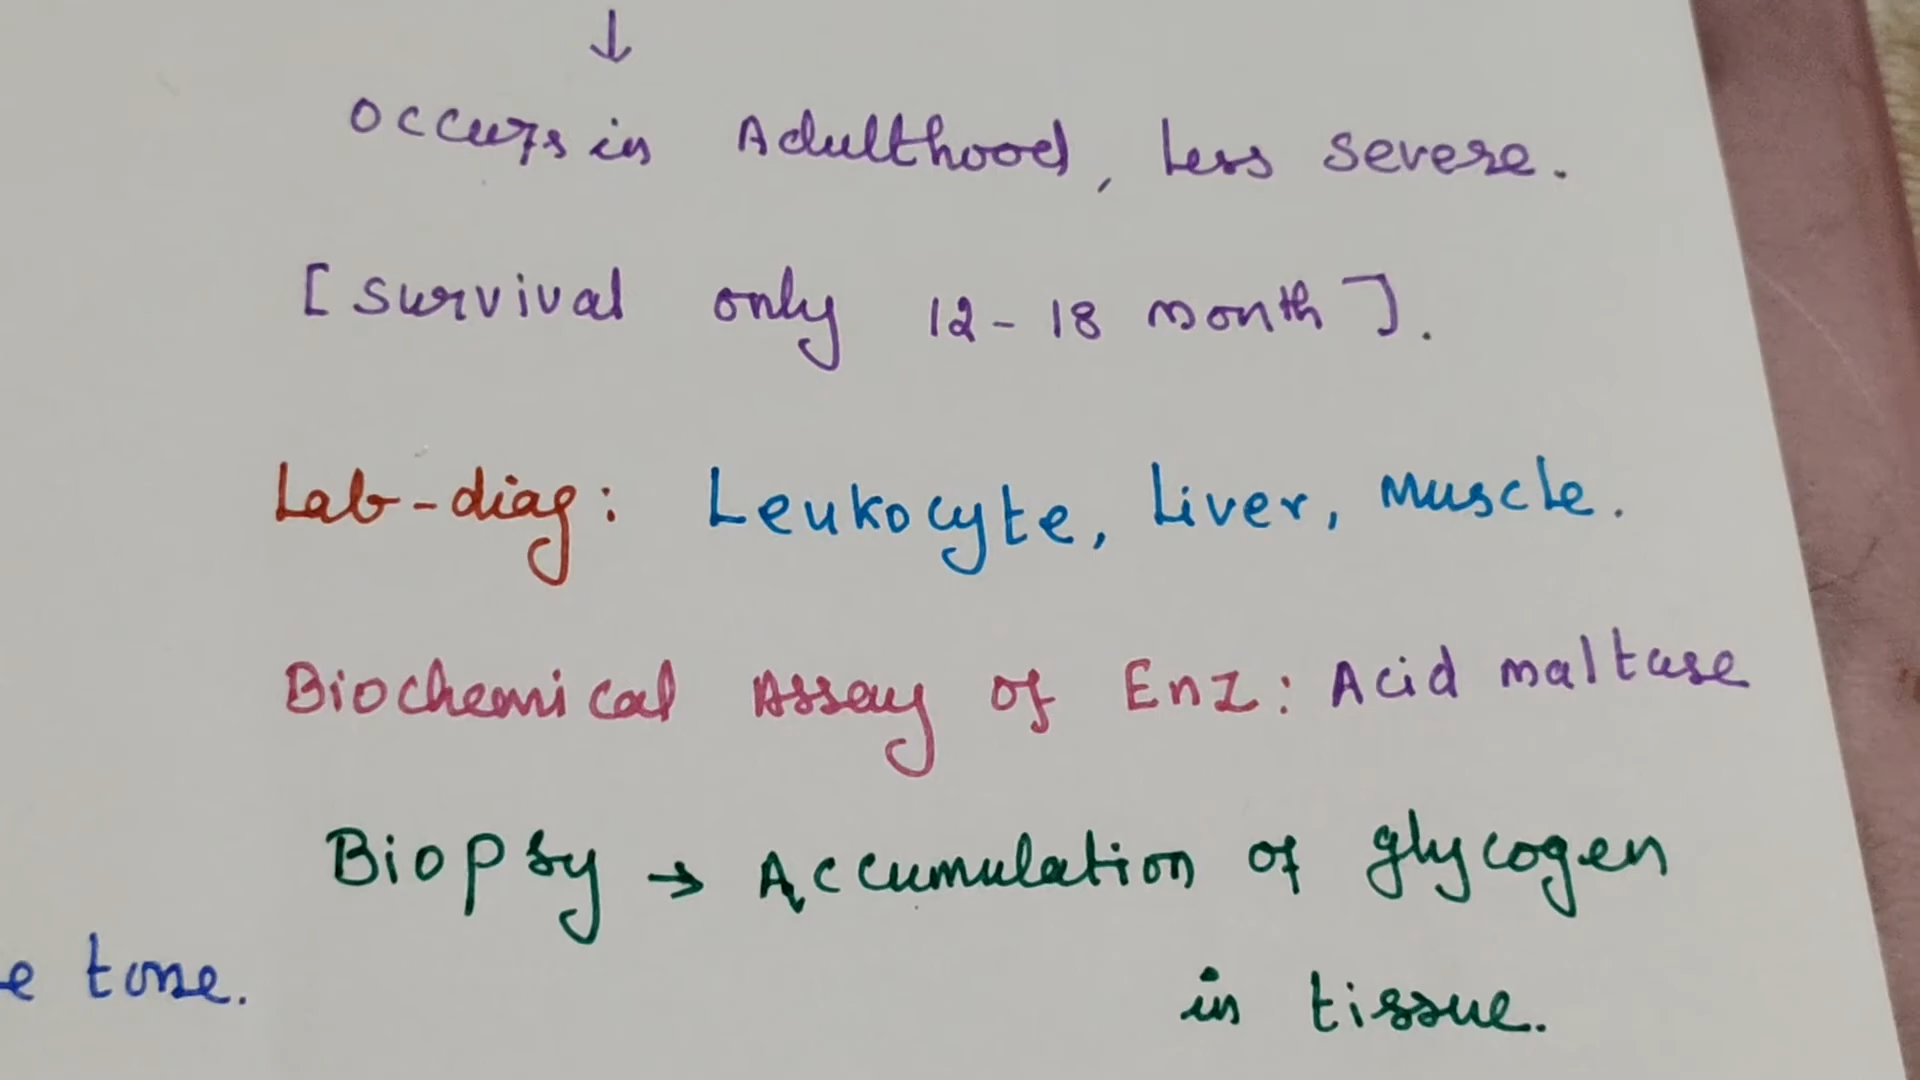 ↓
Occurs in Adulthood, Less severe.
[Survival only 12-18 month].
Lab-diag: Leukocyte, Liver, Muscle.
Biochemical Assay of Enz: Acid maltase
Biopsy → Accumulation of glycogen
in tissue.
e tone.